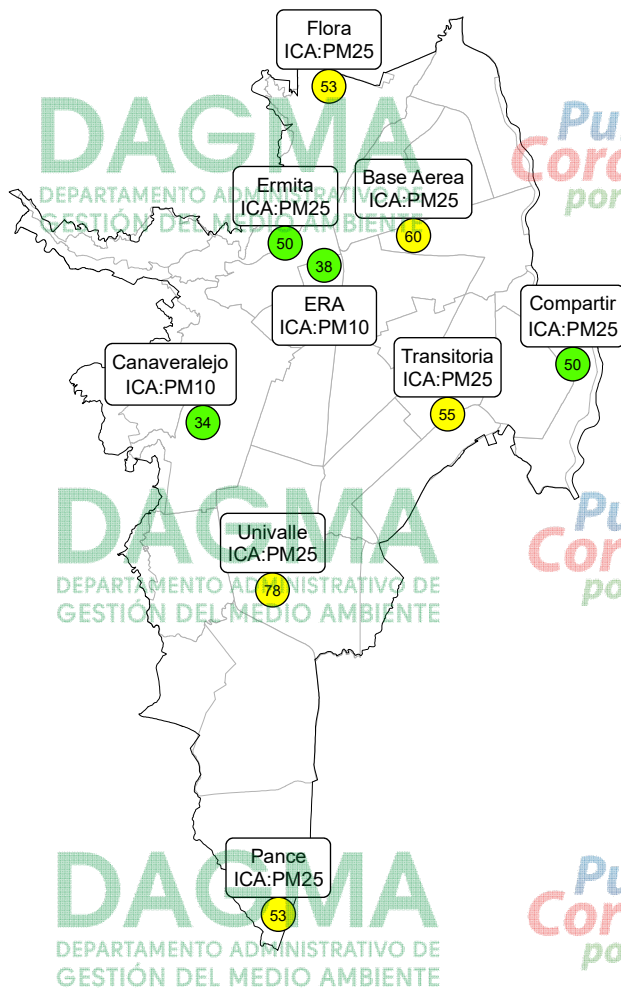 Flora
ICA:PM25
53
DAGMA
DEPARTAMENTO ADMINISTRATIVO DE
GESTIÓN DEL MEDIO AMBIENTE
Ermita
ICA:PM25
50
Base Aerea
ICA:PM25
60
38
ERA
ICA:PM10
Compartir
ICA:PM25
50
Canaveralejo
ICA:PM10
34
Transitoria
ICA:PM25
55
DAGMA
DEPARTAMENTO ADMINISTRATIVO DE
GESTIÓN DEL MEDIO AMBIENTE
Univalle
ICA:PM25
78
DAGMA
DEPARTAMENTO ADMINISTRATIVO DE
GESTIÓN DEL MEDIO AMBIENTE
Pance
ICA:PM25
53